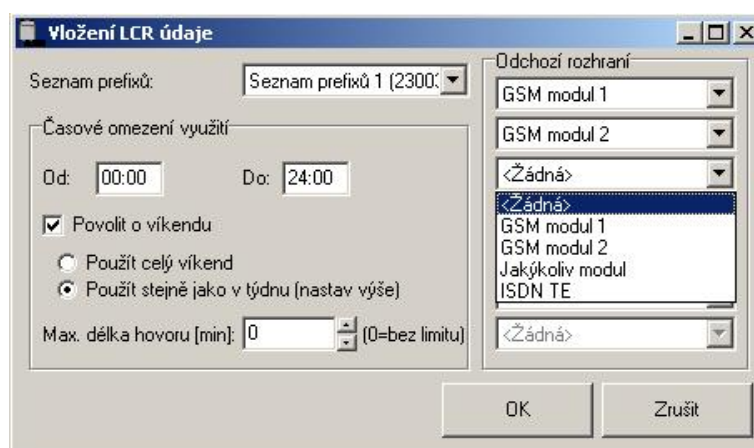 Vložení LCR údaje
Seznam prefixů:
Seznam prefixů 1 (2300
Časové omezení využití
Od:
00:00
Do:
24:00
Povolit o víkendu
Použít celý víkend
Použít stejně jako v týdnu (nastav výše)
Max. délka hovoru [min]:
0
(0=bez limitu)
Odchozí rozhraní
GSM modul 1
GSM modul 2
<Žádná>
<Žádná>
GSM modul 1
GSM modul 2
Jakýkoliv modul
ISDN TE
<Žádná>
OK
Zrušit